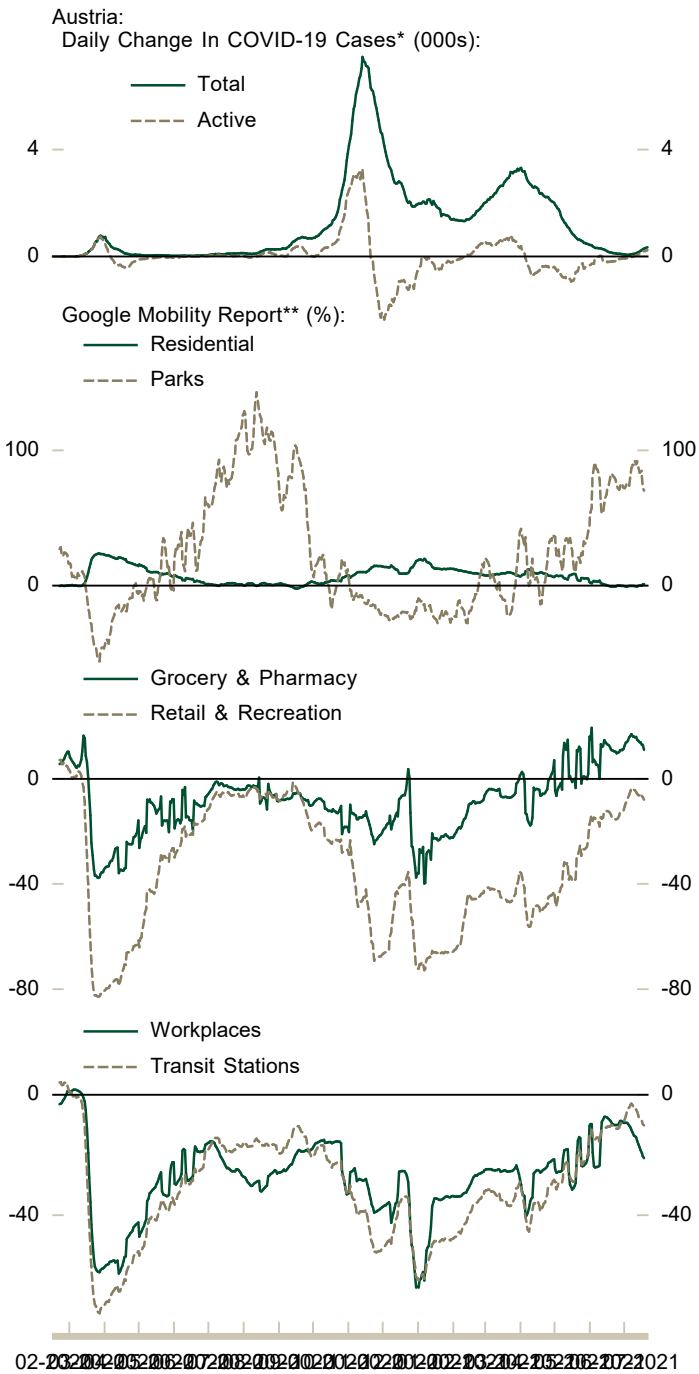 Austria:
Daily Change In COVID-19 Cases* (000s):
Total
Active
4 4
0 0
Google Mobility Report** (%):
Residential
Parks
100 100
0 0
Grocery & Pharmacy
Retail & Recreation
0 0
-40 -40
-80 -80
Workplaces
Transit Stations
0 0
-40 -40